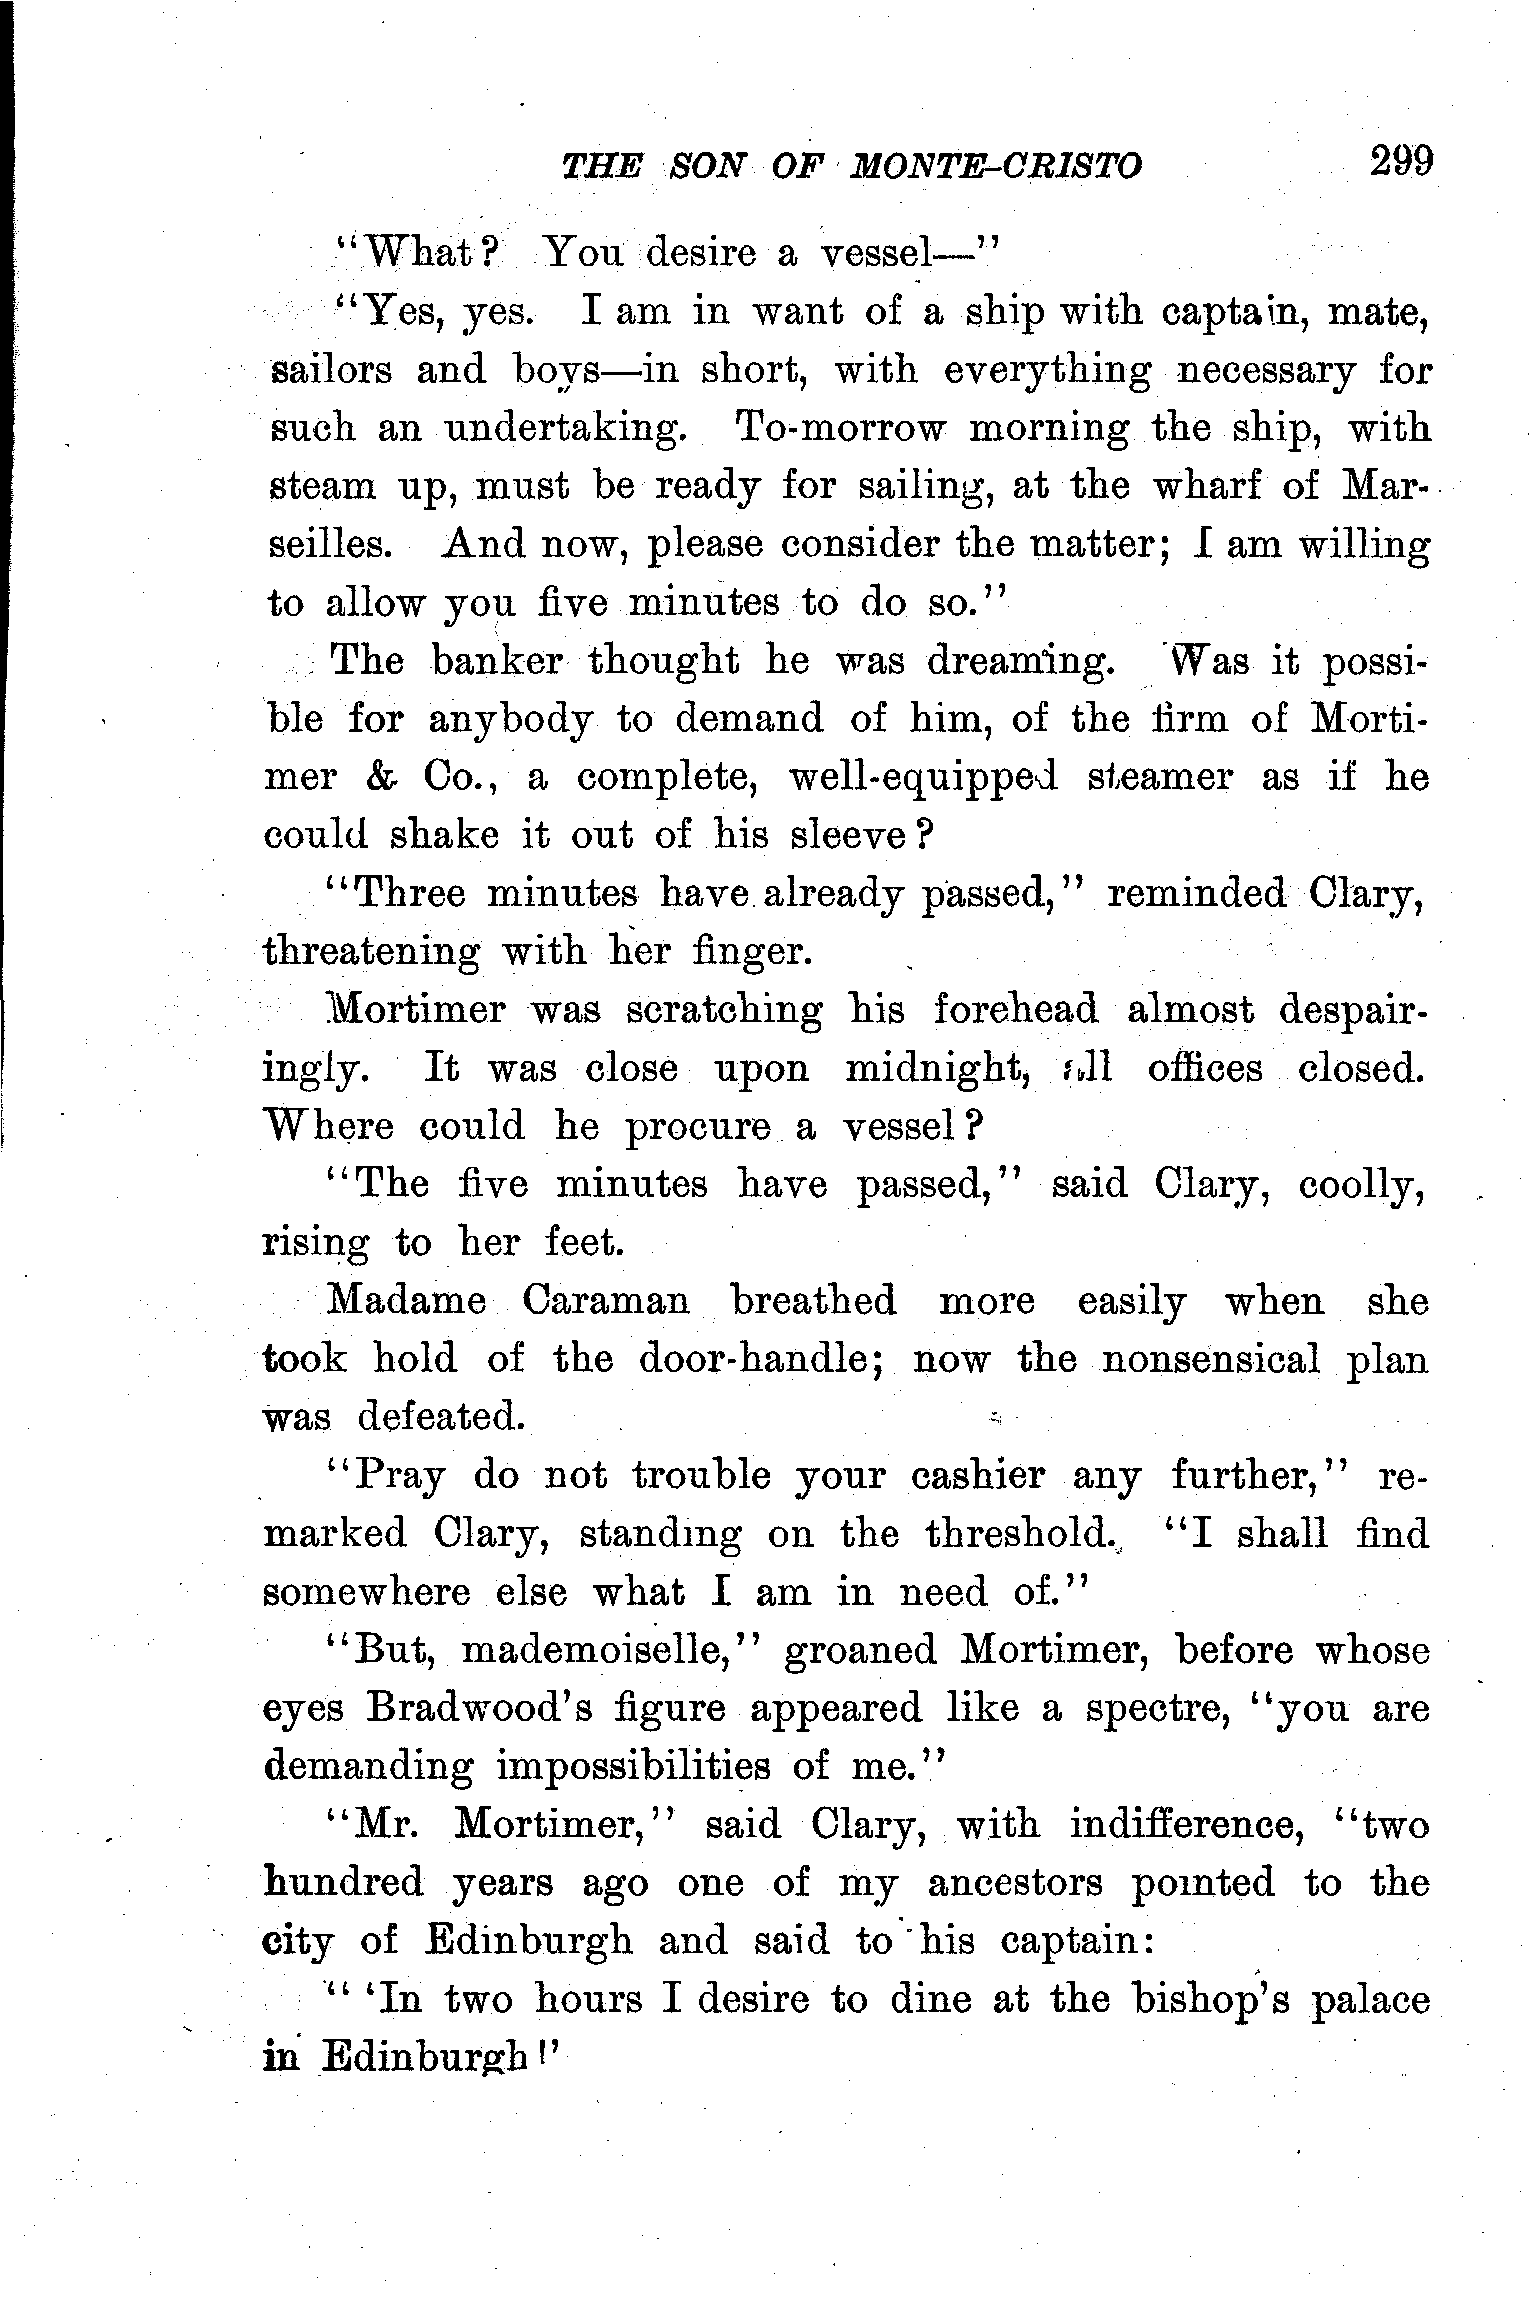 THE SON OF MONTE-CRISTO 299
"What? You desire a vessel—"
"Yes, yes. I am in want of a ship with captain, mate,
sailors and boys—in short, with everything necessary for
such an undertaking. To-morrow morning the ship, with
steam up, must be ready for sailing, at the wharf of Mar-
seilles. And now, please consider the matter; I am willing
to allow you five minutes to do so."
The banker thought he was dreaming. Was it possi-
ble for anybody to demand of him, of the firm of Morti-
mer & Co., a complete, well-equipped steamer as if he
could shake it out of his sleeve?
"Three minutes have already passed," reminded Clary,
threatening with her finger.
Mortimer was scratching his forehead almost despair-
ingly. It was close upon midnight, all offices closed.
Where could he procure a vessel?
"The five minutes have passed," said Clary, coolly,
rising to her feet.
Madame Caraman breathed more easily when she
took hold of the door-handle; now the nonsensical plan
was defeated.
"Pray do not trouble your cashier any further," re-
marked Clary, standing on the threshold. "I shall find
somewhere else what I am in need of."
"But, mademoiselle," groaned Mortimer, before whose
eyes Bradwood's figure appeared like a spectre, "you are
demanding impossibilities of me."
"Mr. Mortimer," said Clary, with indifference, "two
hundred years ago one of my ancestors pointed to the
city of Edinburgh and said to his captain:
" 'In two hours I desire to dine at the bishop's palace
in Edinburgh!'